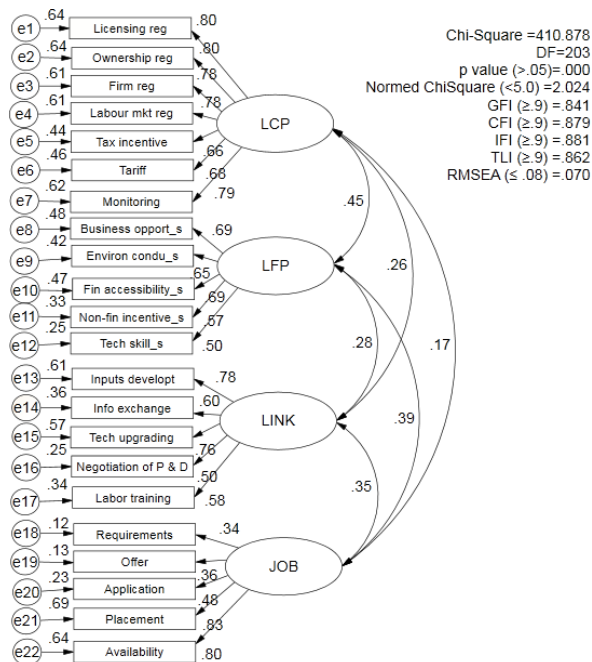 Chi-Square =410.878
DF=203
p value (>.05)=.000
Normed ChiSquare (<5.0) =2.024
GFI (≥.9) =.841
CFI (≥.9) =.879
IFI (≥.9) =.881
TLI (≥.9) =.862
RMSEA (≤ .08) =.070
e1 .64 Licensing reg .80
e2 .64 Ownership reg .80
e3 .61 Firm reg .78
e4 .61 Labour mkt reg .78
e5 .44 Tax incentive .66
e6 .46 Tariff .68
e7 .62 Monitoring .79
LCP
e8 .48 Business opport_s .69
e9 .42 Environ condu_s .65
e10 .47 Fin accessibility_s .69
e11 .33 Non-fin incentive_s .57
e12 .25 Tech skill_s .50
LFP
e13 .61 Inputs developt .78
e14 .36 Info exchange .60
e15 .57 Tech upgrading .76
e16 .25 Negotiation of P & D .50
e17 .34 Labor training .58
LINK
e18 .12 Requirements .34
e19 .13 Offer .36
e20 .23 Application .48
e21 .69 Placement .83
e22 .64 Availability .80
JOB
.45
.26
.17
.28
.39
.35